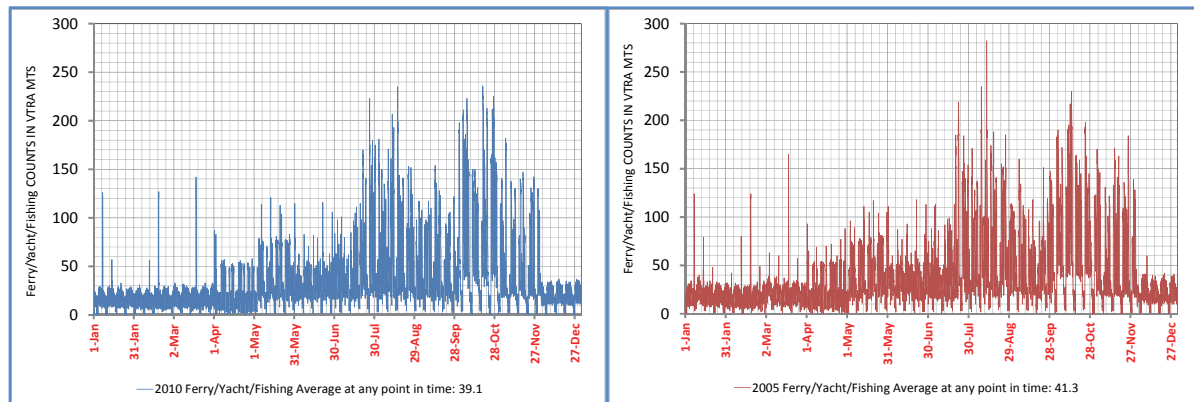 Ferry/Yacht/Fishing COUNTS IN VTRA MTS
300
250
200
150
100
50
0
1-Jan
31-Jan
2-Mar
1-Apr
1-May
31-May
30-Jun
30-Jul
29-Aug
28-Sep
28-Oct
27-Nov
27-Dec
2010 Ferry/Yacht/Fishing Average at any point in time: 39.1
Ferry/Yacht/Fishing COUNTS IN VTRA MTS
300
250
200
150
100
50
0
1-Jan
31-Jan
2-Mar
1-Apr
1-May
31-May
30-Jun
30-Jul
29-Aug
28-Sep
28-Oct
27-Nov
27-Dec
2005 Ferry/Yacht/Fishing Average at any point in time: 41.3